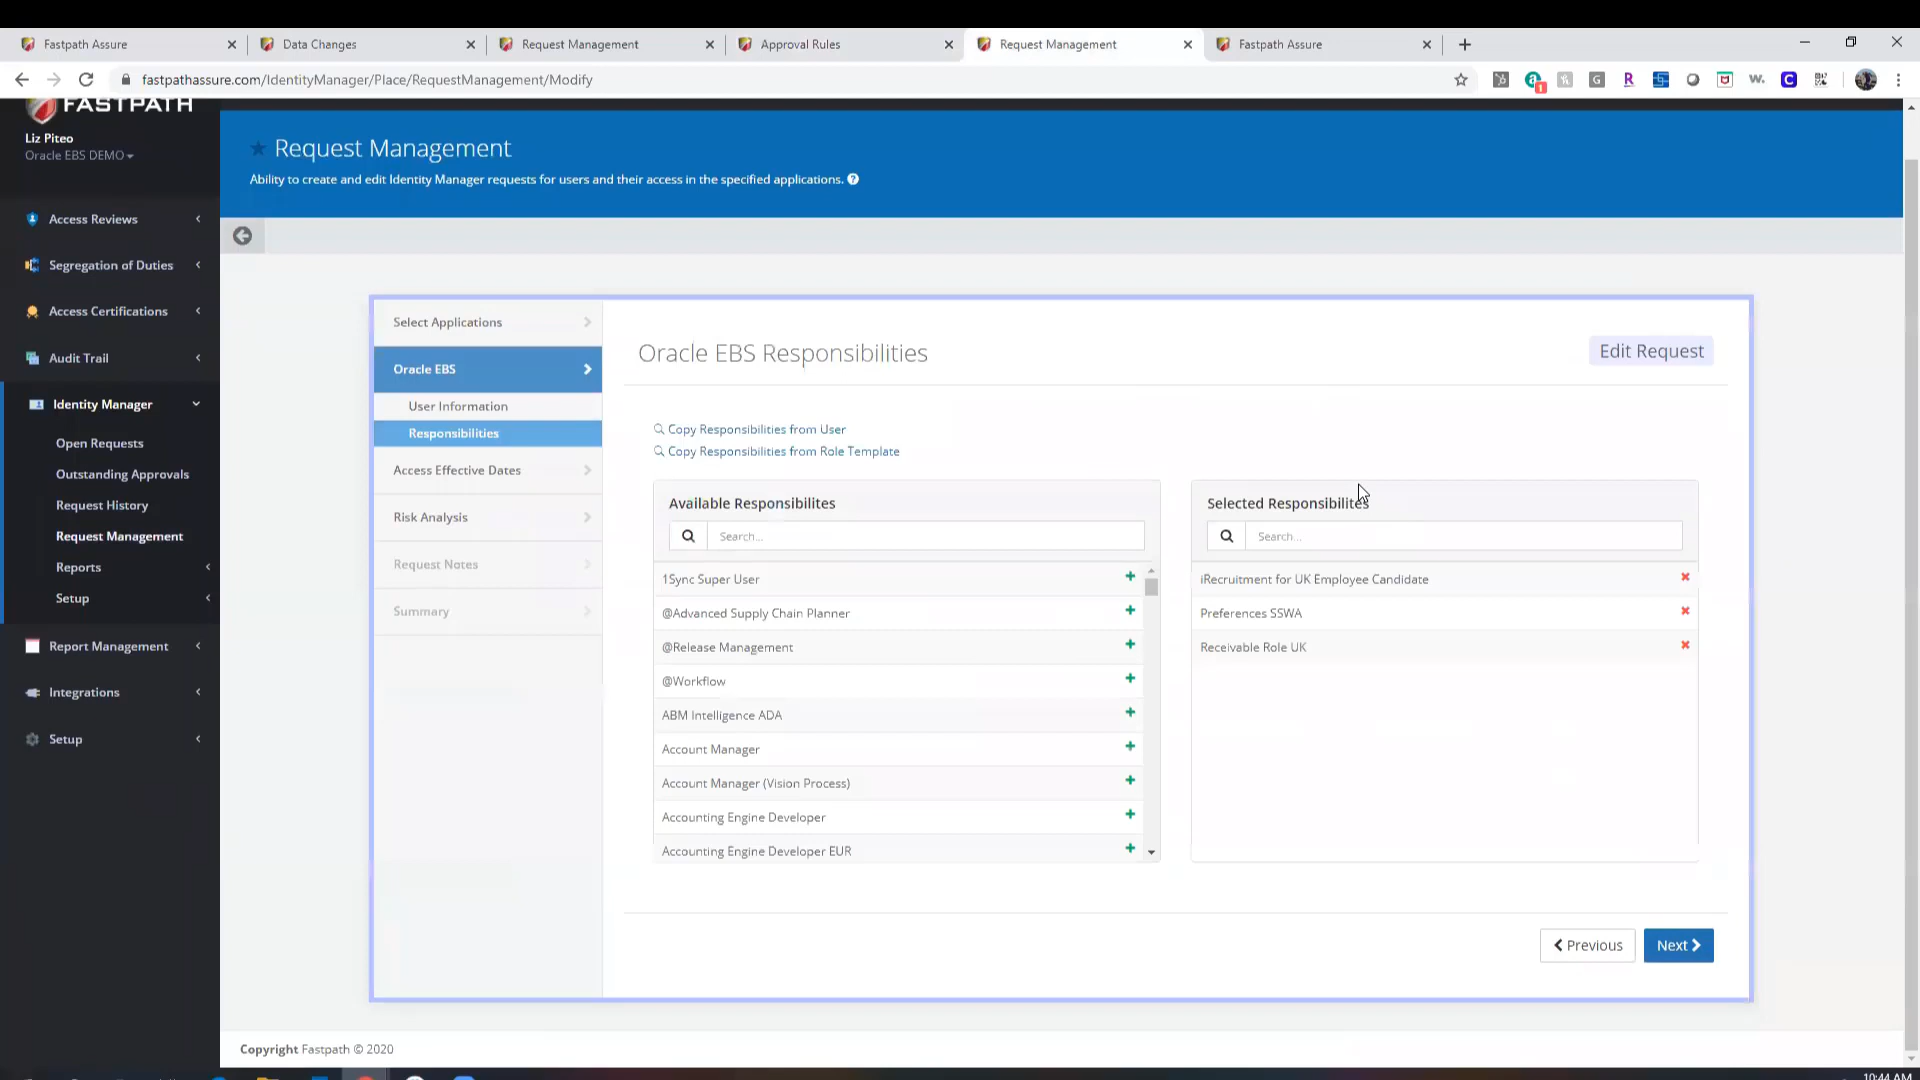 Fastpath Assure
Data Changes
Request Management
Approval Rules
Request Management
Fastpath Assure
fastpathassure.com/IdentityManager/Place/RequestManagement/Modify
FASTPATH
Liz Piteo
Oracle EBS DEMO
Access Reviews
Segregation of Duties
Access Certifications
Audit Trail
Identity Manager
Open Requests
Outstanding Approvals
Request History
Request Management
Reports
Setup
Report Management
Integrations
Setup
Request Management
Ability to create and edit Identity Manager requests for users and their access in the specified applications.
Select Applications
Oracle EBS
User Information
Responsibilities
Access Effective Dates
Risk Analysis
Request Notes
Summary
Oracle EBS Responsibilities
Edit Request
Copy Responsibilities from User
Copy Responsibilities from Role Template
Available Responsibilites
Search...
1Sync Super User
@Advanced Supply Chain Planner
@Release Management
@Workflow
ABM Intelligence ADA
Account Manager
Account Manager (Vision Process)
Accounting Engine Developer
Accounting Engine Developer EUR
Selected Responsibilites
Search...
iRecruitment for UK Employee Candidate
Preferences SSWA
Receivable Role UK
Previous
Next
Copyright Fastpath © 2020
10:44 AM